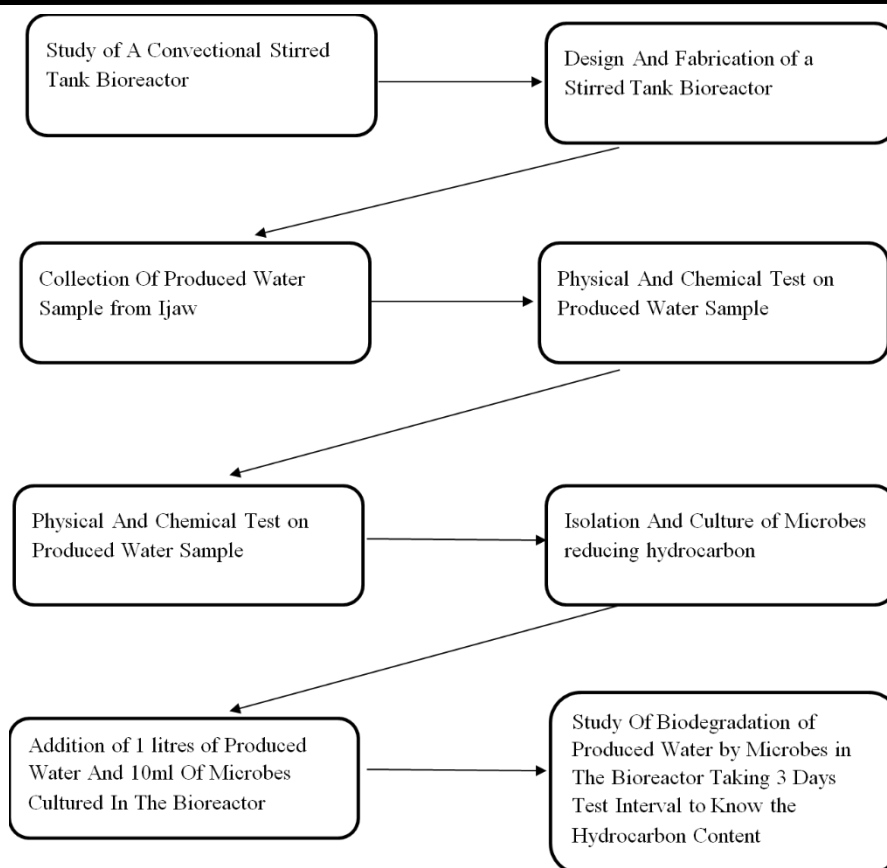 Study of A Convectional Stirred
Tank Bioreactor
Design And Fabrication of a
Stirred Tank Bioreactor
Collection Of Produced Water
Sample from Ijaw
Physical And Chemical Test on
Produced Water Sample
Physical And Chemical Test on
Produced Water Sample
Isolation And Culture of Microbes
reducing hydrocarbon
Addition of 1 litres of Produced
Water And 10ml Of Microbes
Cultured In The Bioreactor
Study Of Biodegradation of
Produced Water by Microbes in
The Bioreactor Taking 3 Days
Test Interval to Know the
Hydrocarbon Content